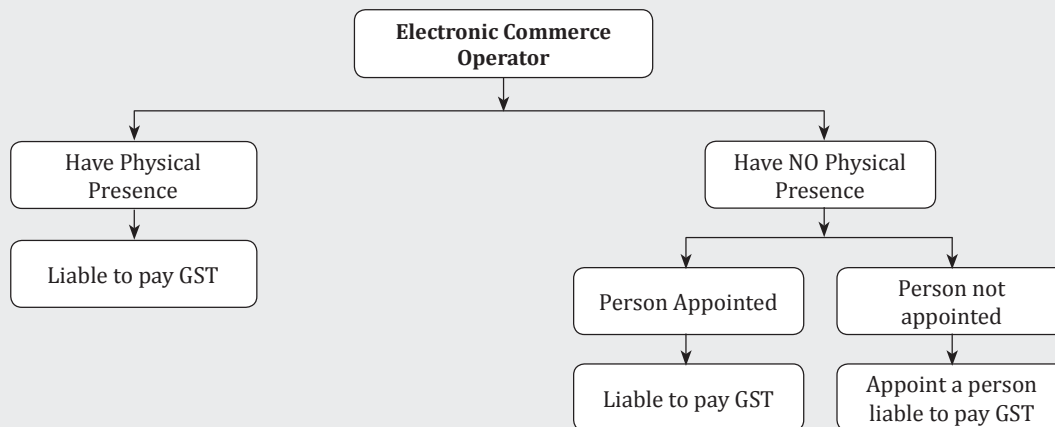 Electronic Commerce
Operator
Have Physical
Presence
Have NO Physical
Presence
Liable to pay GST
Person Appointed
Person not
appointed
Liable to pay GST
Appoint a person
liable to pay GST